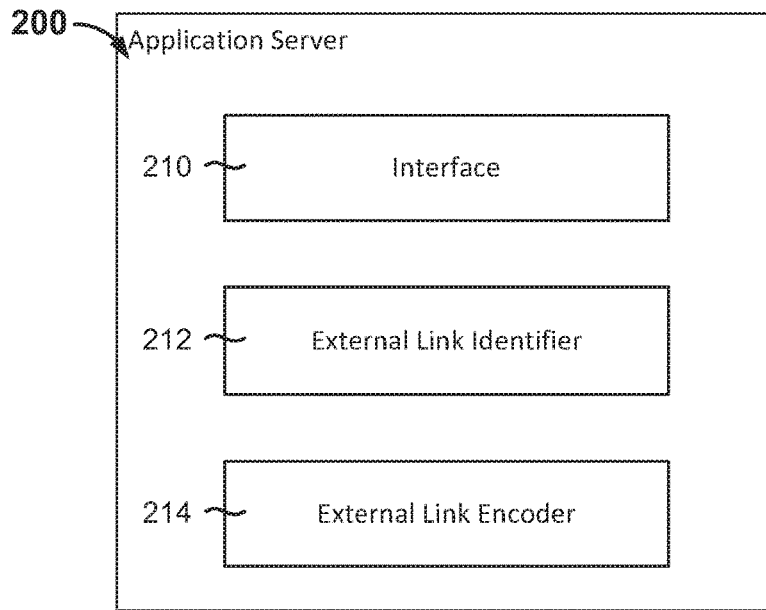 200
Application Server
210
Interface
212
External Link Identifier
214
External Link Encoder